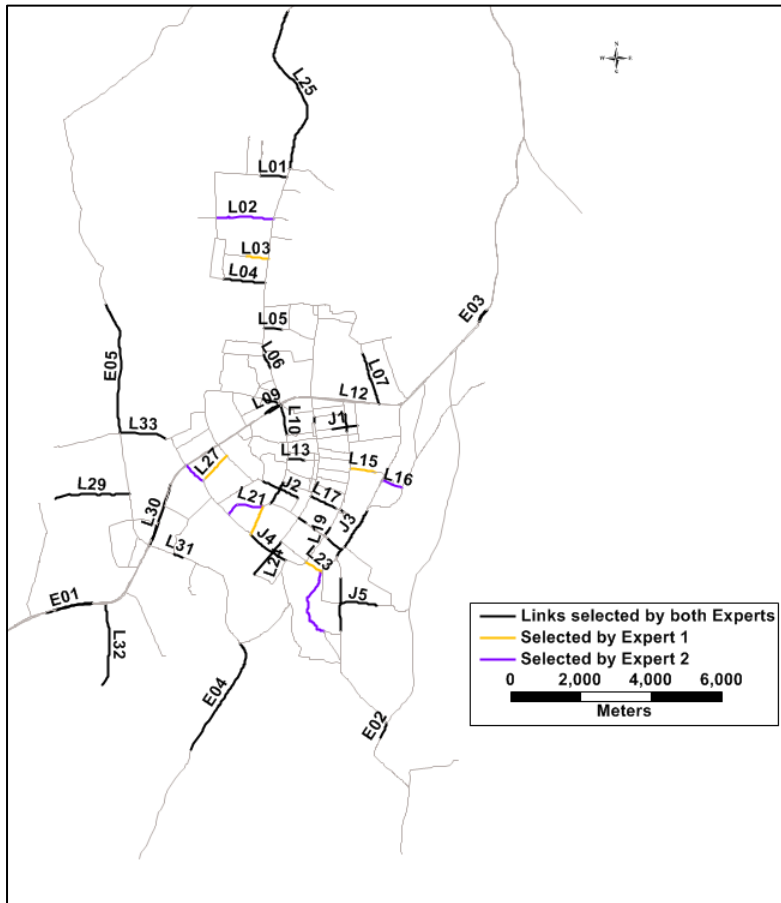 N
W E
S
L25
L01
L02
L03
L04
L05
E03
L06
L07
E05
L12
L09
L10
J1
L33
L13
L27
L15
L16
L29
J2
L21
L17
L30
L19
J3
J4
L31
L23
L24
E01
J5
L32
E04
E02
Links selected by both Experts
Selected by Expert 1
Selected by Expert 2
0 2,000 4,000 6,000
Meters